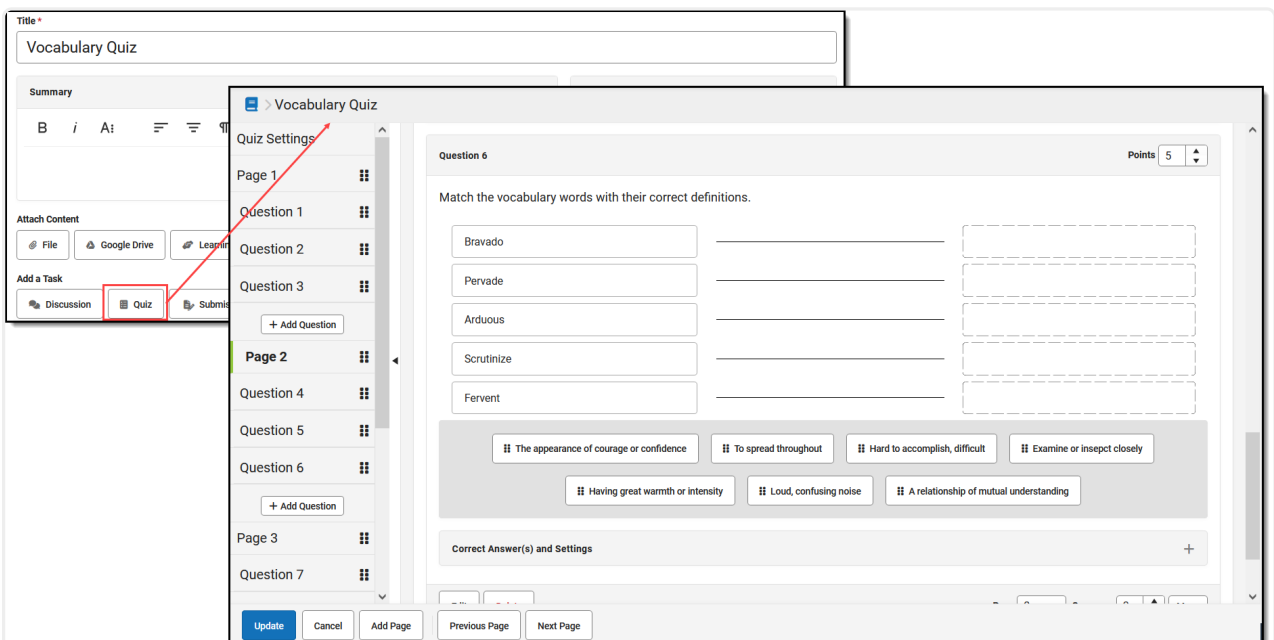 Title *
Vocabulary Quiz
Summary
B i A
Attach Content
File Google Drive
Add a Task
Discussion Quiz
Vocabulary Quiz
Quiz Settings
Page 1
Question 1
Question 2
Question 3
+ Add Question
Page 2
Question 4
Question 5
Question 6
+ Add Question
Page 3
Question 7
Question 6 Points 5
Match the vocabulary words with their correct definitions.
Bravado
Pervade
Arduous
Scrutinize
Fervent
The appearance of courage or confidence To spread throughout Hard to accomplish, difficult Examine or insepct closely
Having great warmth or intensity Loud, confusing noise A relationship of mutual understanding
Correct Answer(s) and Settings +
Update Cancel Add Page Previous Page Next Page